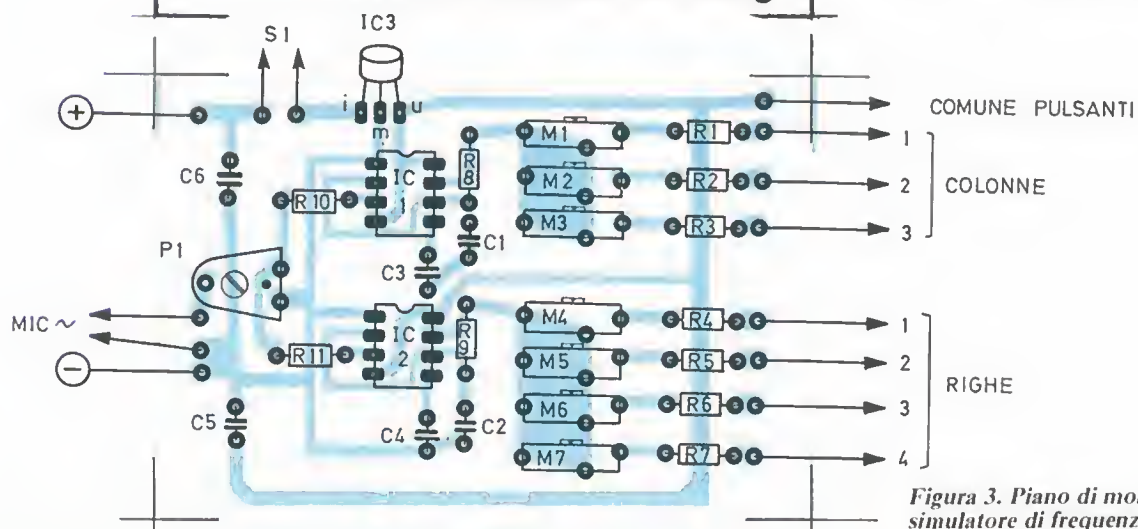 IC3
S1
i
u
m
+
COMUNE PULSANTI
M1
R1
1
R8
C6
IC
1
M2
R2
2
COLONNE
R10
M3
R3
3
C1
P1
C3
M4
R4
1
MIC ~
IC
2
R9
M5
R5
2
R11
RIGHE
−
M6
R6
3
C5
C4
C2
M7
R7
4
Figura 3. Piano di
simulatore di